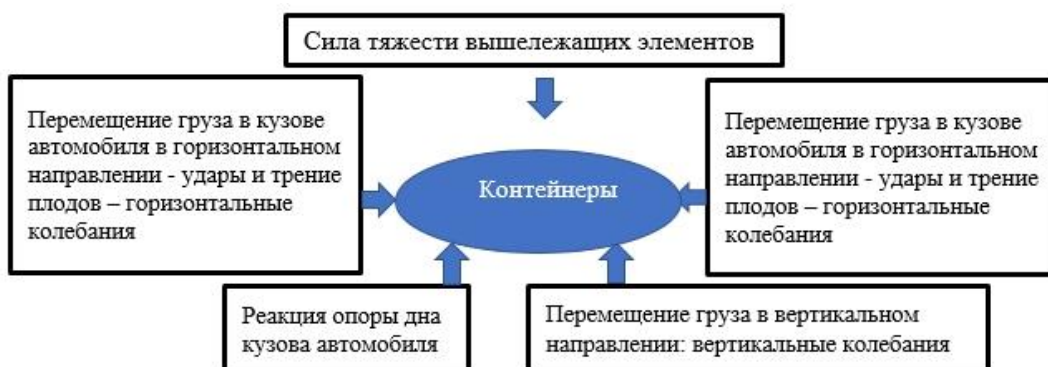 Сила тяжести вышележащих элементов
Перемещение груза в кузове
автомобиля в горизонтальном
направлении - удары и трение
плодов – горизонтальные
колебания
Контейнеры
Перемещение груза в кузове
автомобиля в горизонтальном
направлении - удары и трение
плодов – горизонтальные
колебания
Реакция опоры дна
кузова автомобиля
Перемещение груза в вертикальном
направлении: вертикальные колебания